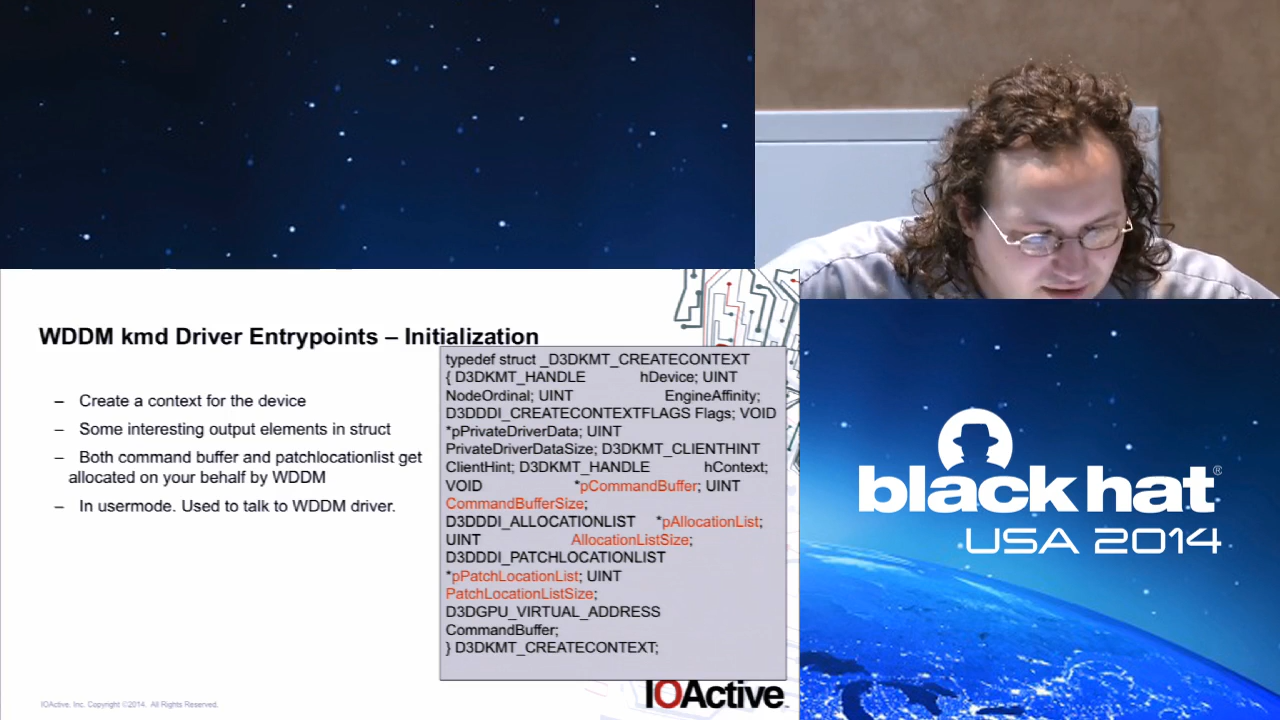 WDDM kmd Driver Entrypoints – Initialization
– Create a context for the device
– Some interesting output elements in struct
– Both command buffer and patchlocationlist get
allocated on your behalf by WDDM
– In usermode. Used to talk to WDDM driver.
typedef struct _D3DKMT_CREATECONTEXT
{ D3DKMT_HANDLE hDevice; UINT
NodeOrdinal; UINT EngineAffinity;
D3DDDI_CREATECONTEXTFLAGS Flags; VOID
*pPrivateDriverData; UINT
PrivateDriverDataSize; D3DKMT_CLIENTHINT
ClientHint; D3DKMT_HANDLE hContext;
VOID *pCommandBuffer; UINT
CommandBufferSize;
D3DDDI_ALLOCATIONLIST *pAllocationList;
UINT AllocationListSize;
D3DDDI_PATCHLOCATIONLIST
*pPatchLocationList; UINT
PatchLocationListSize;
D3DGPU_VIRTUAL_ADDRESS
CommandBuffer;
} D3DKMT_CREATECONTEXT;
IOActive, Inc. Copyright ©2014. All Rights Reserved.
IOActive
black hat®
USA 2014